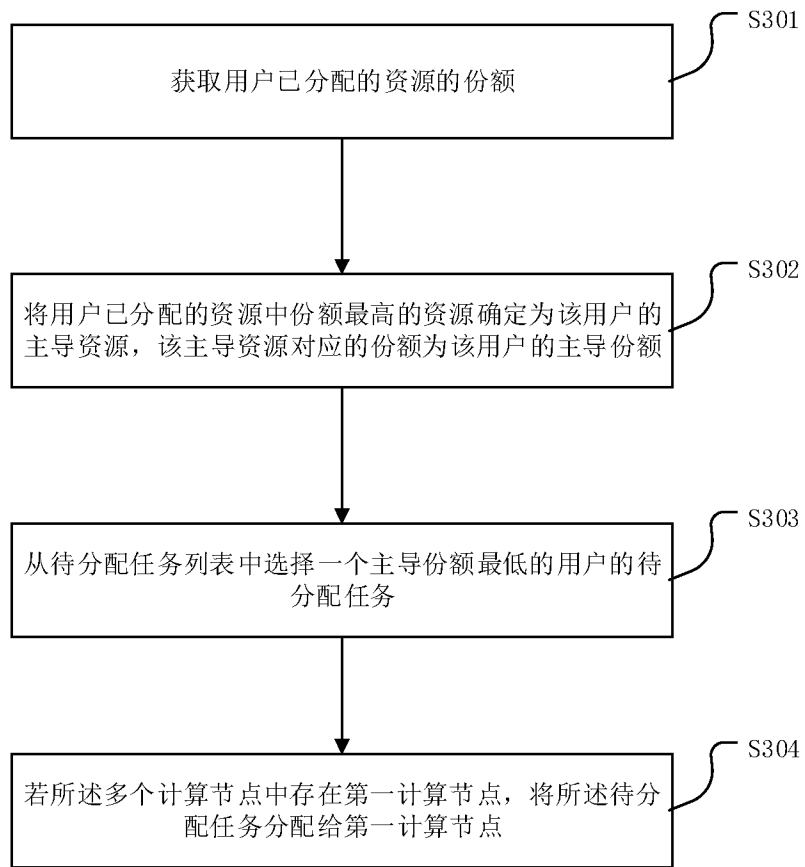 S301
获取用户已分配的资源的份额
S302
将用户已分配的资源中份额最高的资源确定为该用户的
主导资源，该主导资源对应的份额为该用户的主导份额
S303
从待分配任务列表中选择一个主导份额最低的用户的待
分配任务
S304
若所述多个计算节点中存在第一计算节点，将所述待分
配任务分配给第一计算节点